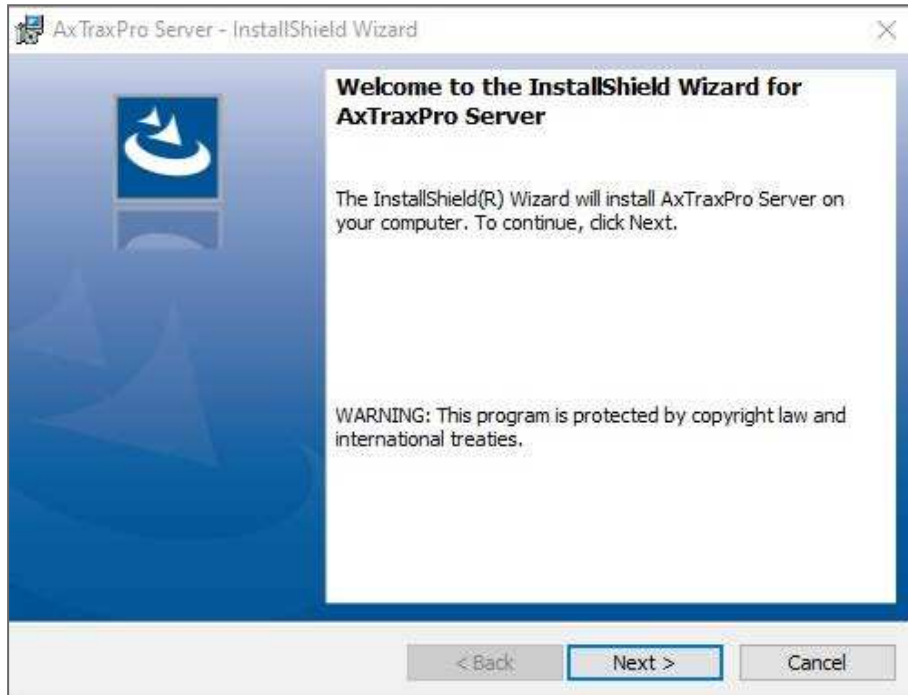 AxTraxPro Server - InstallShield Wizard
Welcome to the InstallShield Wizard for
AxTraxPro Server
The InstallShield(R) Wizard will install AxTraxPro Server on
your computer. To continue, click Next.
WARNING: This program is protected by copyright law and
international treaties.
< Back
Next >
Cancel